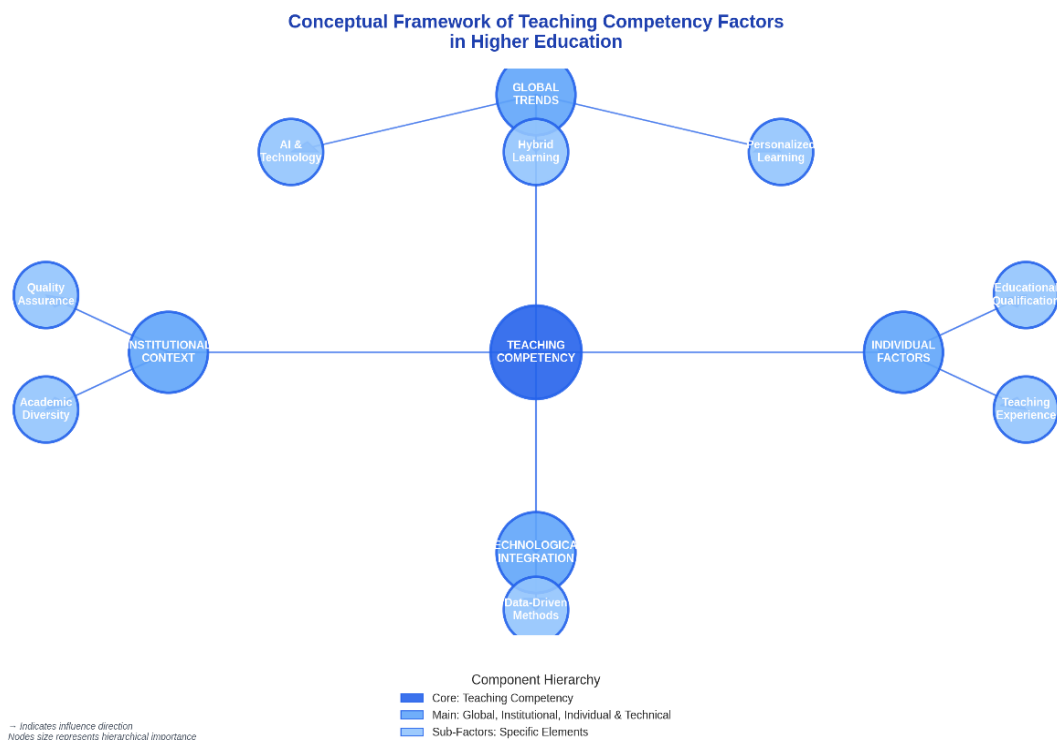 Conceptual Framework of Teaching Competency Factors
in Higher Education
GLOBAL
TRENDS
AI &
Technology
Hybrid
Learning
Personalized
Learning
Quality
Assurance
Educational
Qualification
INSTITUTIONAL
CONTEXT
TEACHING
COMPETENCY
INDIVIDUAL
FACTORS
Academic
Diversity
Teaching
Experience
TECHNOLOGICAL
INTEGRATION
Data-Driven
Methods
Component Hierarchy
Core: Teaching Competency
Main: Global, Institutional, Individual & Technical
Sub-Factors: Specific Elements
→ Indicates influence direction
Nodes size represents hierarchical importance